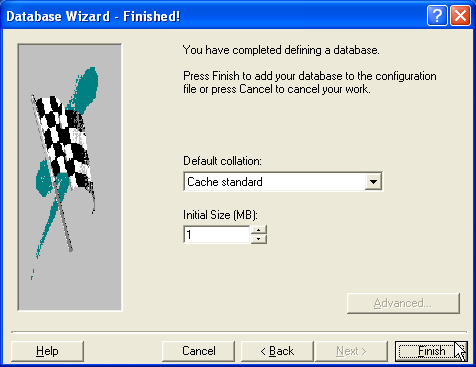 Database Wizard - Finished!
You have completed defining a database.
Press Finish to add your database to the configuration
file or press Cancel to cancel your work.
Default collation:
Cache standard
Initial Size (MB):
1
Advanced...
Help
Cancel
< Back
Next >
Finish